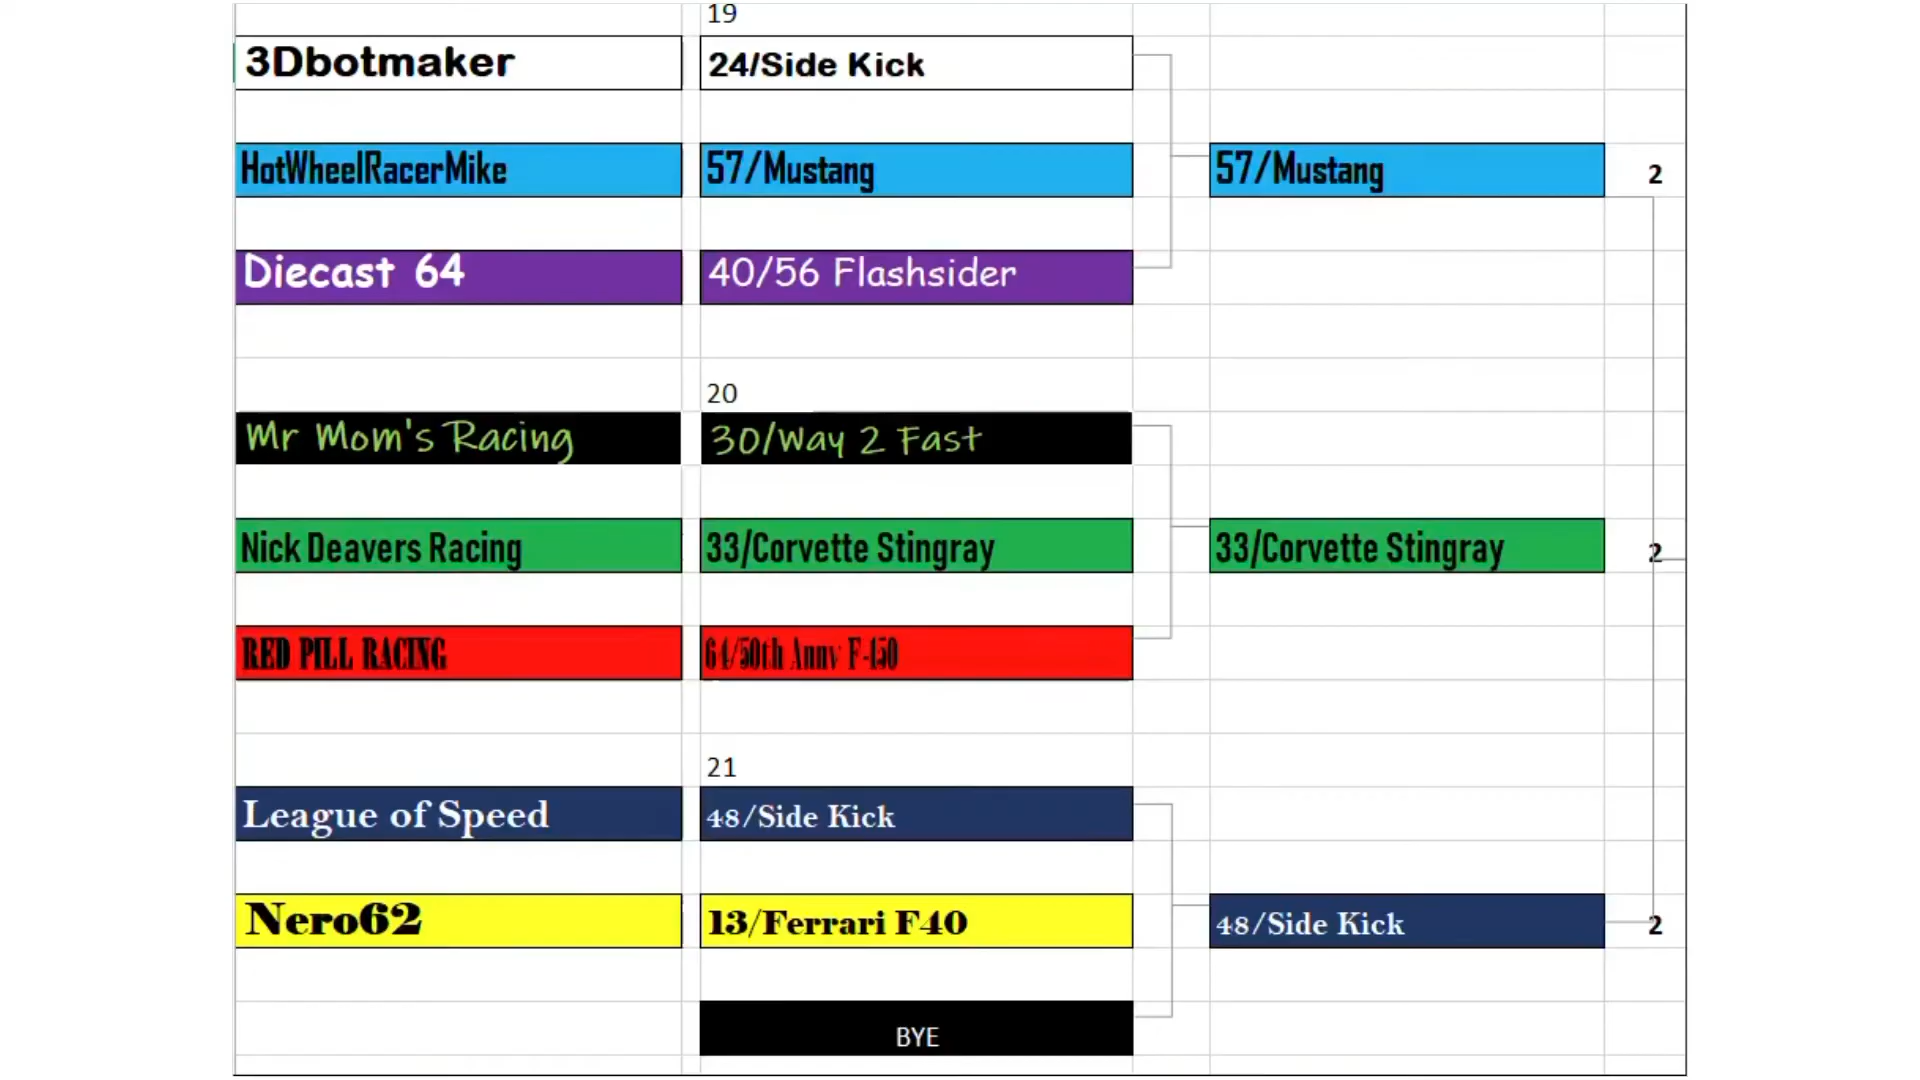 19
3Dbotmaker 24/Side Kick
HotWheelRacerMike 57/Mustang 57/Mustang 2
Diecast 64 40/56 Flashsider
20
Mr Mom's Racing 30/Way 2 Fast
Nick Deavers Racing 33/Corvette Stingray 33/Corvette Stingray 2
RED PILL RACING 64/50th Annv F-150
21
League of Speed 48/Side Kick
Nero62 13/Ferrari F40 48/Side Kick 2
BYE